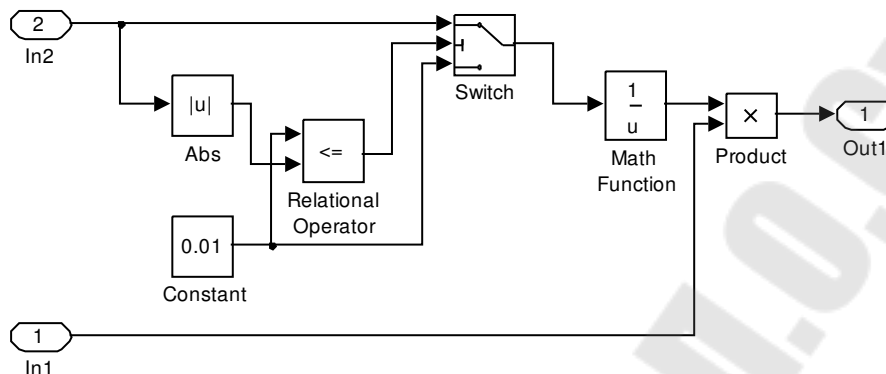 2
In2
|u|
Abs
<=
Relational
Operator
0.01
Constant
Switch
1
u
Math
Function
×
Product
1
Out1
1
In1